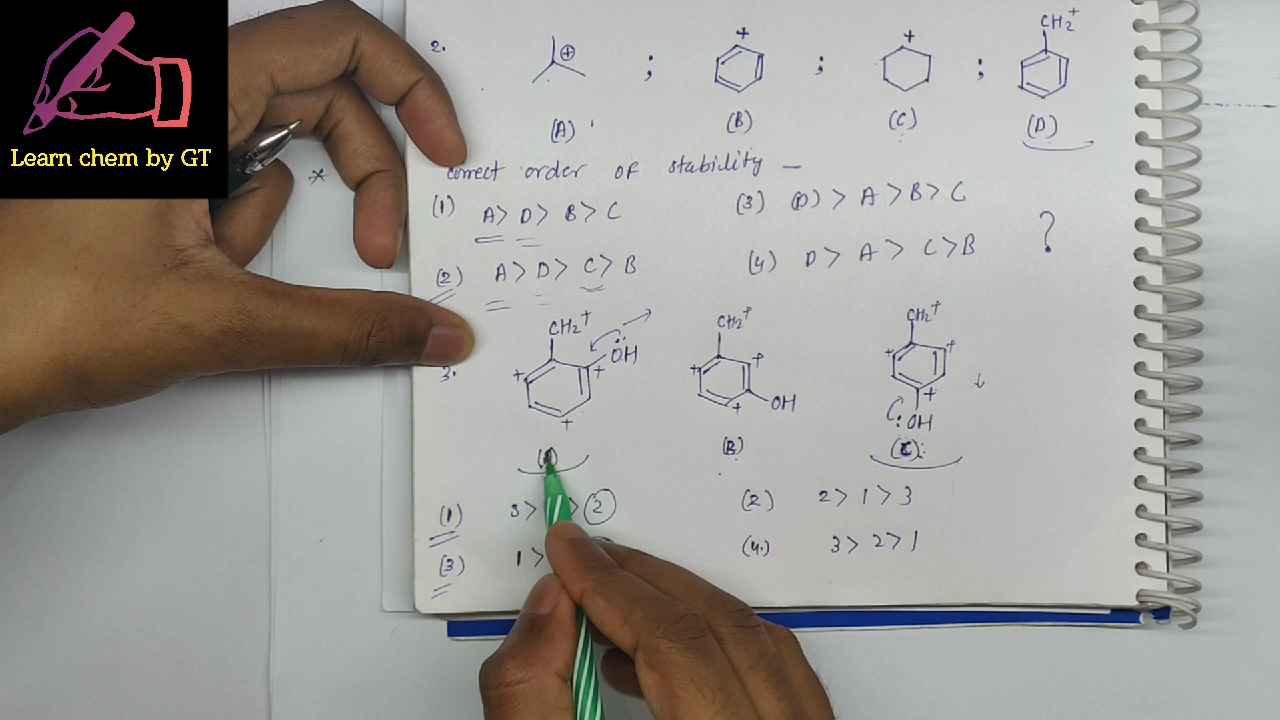 Learn chem by GT
2.
+ ; + ; + ; CH2+
(A) (B) (C) (D)
correct order of stability —
(1) A> D> B> C (3) (D) > A > B > C
(2) A> D> C> B (4) D > A > C > B ?
3. CH2+ ÖH + + +
CH2+ + + + OH
CH2+ + + + :OH
(B) (C)
(1) 3 > > 2 (2) 2 > 1 > 3
(3) 1 > (4.) 3 > 2 > 1